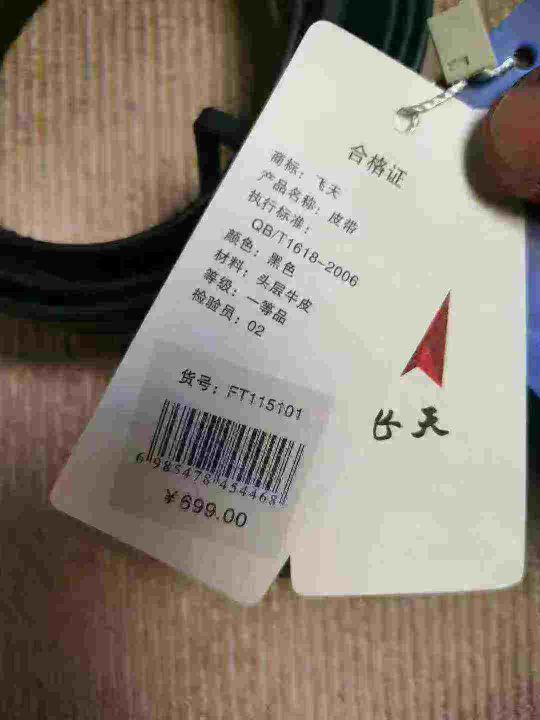 合格证
商标：飞天
产品名称：皮带
执行标准：
QB/T1618-2006
颜色：黑色
材料：头层牛皮
等级：一等品
检验员：02
货号：FT115101
6985478454468
¥699.00
飞天